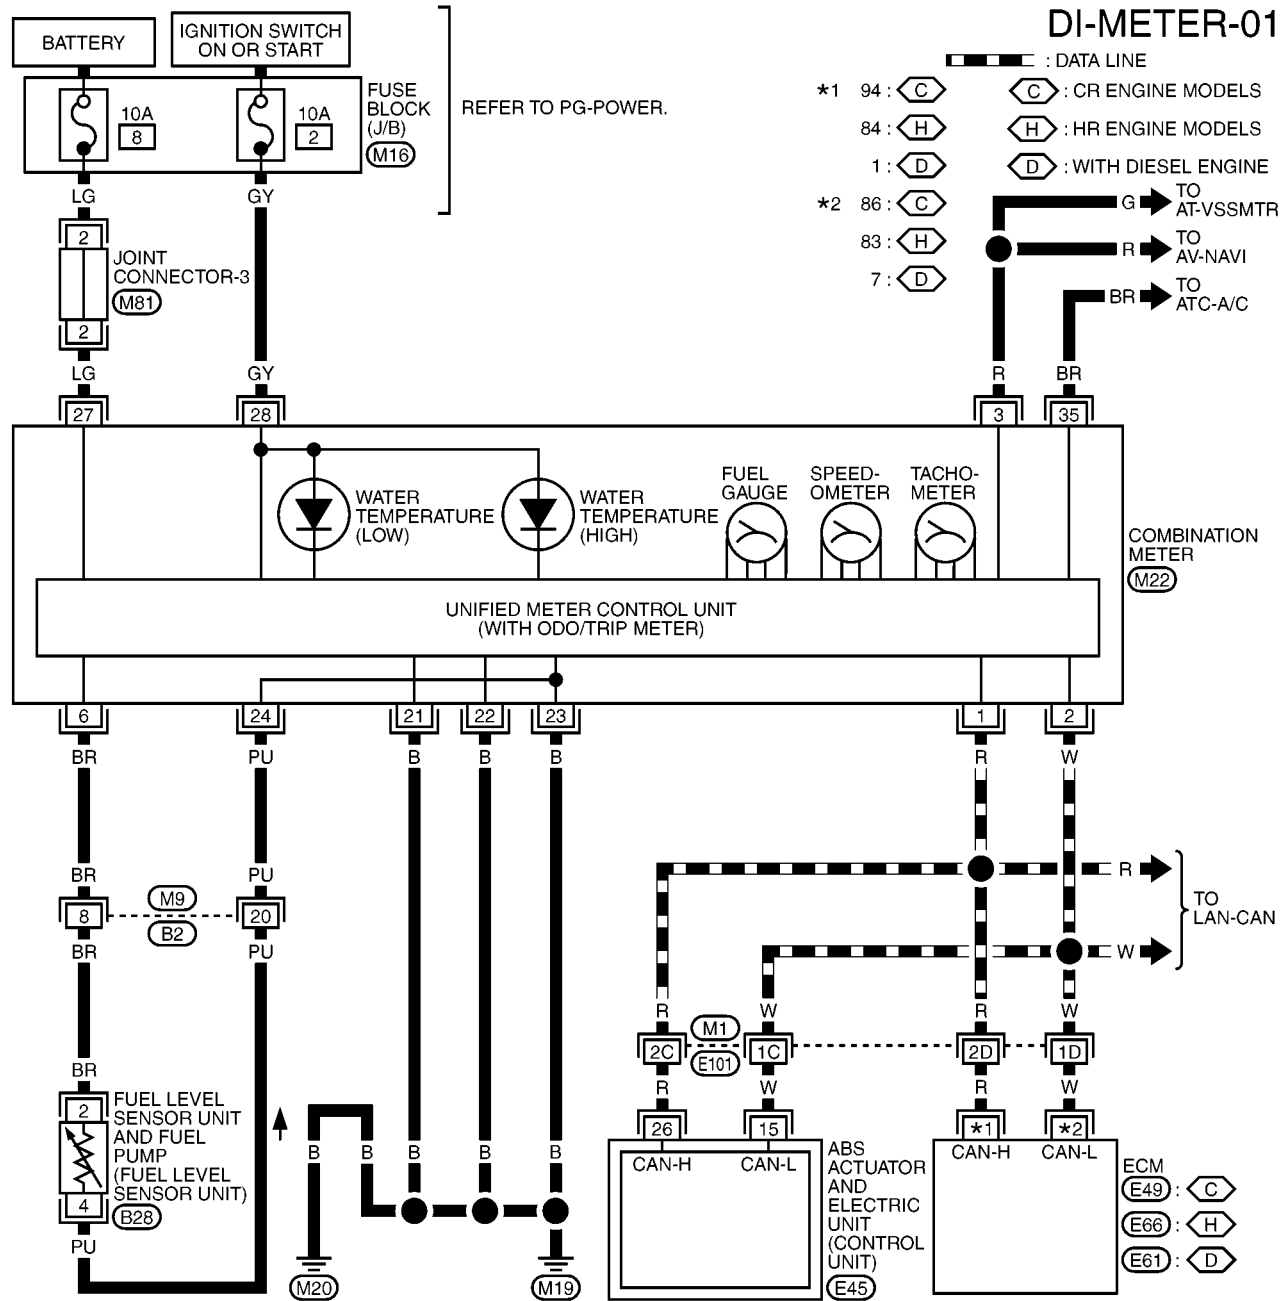 DI-METER-01
BATTERY
IGNITION SWITCH
ON OR START
: DATA LINE
FUSE
BLOCK
(J/B)
M16
10A
8
10A
2
REFER TO PG-POWER.
*1 94 : C
84 : H
1 : D
*2 86 : C
83 : H
7 : D
C : CR ENGINE MODELS
H : HR ENGINE MODELS
D : WITH DIESEL ENGINE
LG
GY
G
TO
AT-VSSMTR
R
TO
AV-NAVI
BR
TO
ATC-A/C
2
JOINT
CONNECTOR-3
M81
2
LG
GY
R
BR
27
28
3
35
WATER
TEMPERATURE
(LOW)
WATER
TEMPERATURE
(HIGH)
FUEL
GAUGE
SPEED-
OMETER
TACHO-
METER
COMBINATION
METER
M22
UNIFIED METER CONTROL UNIT
(WITH ODO/TRIP METER)
6
24
21
22
23
1
2
BR
PU
B
B
B
R
W
BR
PU
R
TO
LAN-CAN
W
8
M9
B2
20
BR
PU
R
W
R
W
2C
M1
E101
1C
2D
1D
R
W
R
W
BR
2
FUEL LEVEL
SENSOR UNIT
AND FUEL
PUMP
(FUEL LEVEL
SENSOR UNIT)
B28
4
PU
B
B
B
B
B
M20
M19
26
15
CAN-H
CAN-L
ABS
ACTUATOR
AND
ELECTRIC
UNIT
(CONTROL
UNIT)
E45
*1
*2
CAN-H
CAN-L
ECM
E49 : C
E66 : H
E61 : D